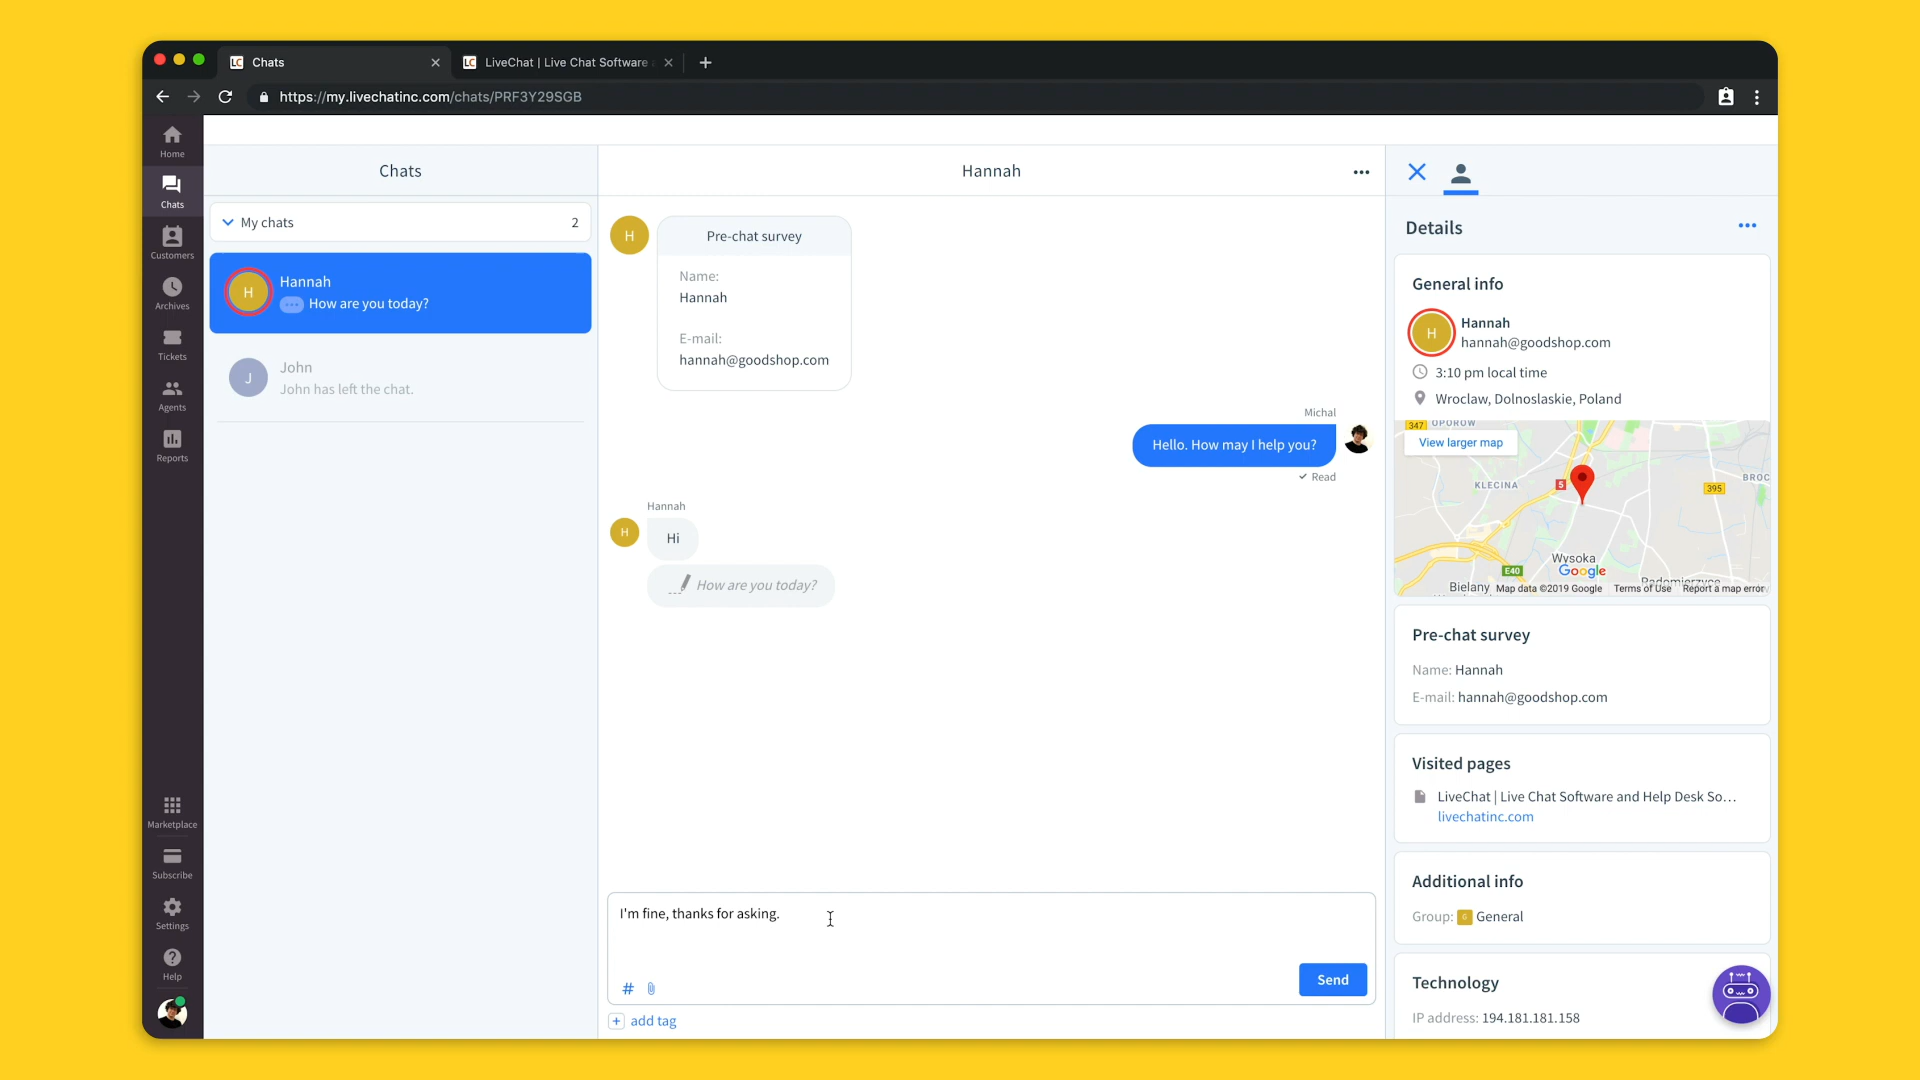 Chats
LiveChat | Live Chat Software
https://my.livechatinc.com/chats/PRF3Y29SGB
Home
Chats
Customers
Archives
Tickets
Agents
Reports
Marketplace
Subscribe
Settings
Help
Chats
My chats 2
H
Hannah
How are you today?
J
John
John has left the chat.
Hannah
H
Pre-chat survey
Name:
Hannah
E-mail:
hannah@goodshop.com
Michal
Hello. How may I help you?
Read
Hannah
H
Hi
How are you today?
I'm fine, thanks for asking.
#
Send
+ add tag
Details
General info
H
Hannah
hannah@goodshop.com
3:10 pm local time
Wroclaw, Dolnoslaskie, Poland
347 OPORÓW
View larger map
KLECINA
5
395
BROC
Wysoka
Google
E40
Bielany
Map data ©2019 Google Terms of Use Report a map error
Pre-chat survey
Name: Hannah
E-mail: hannah@goodshop.com
Visited pages
LiveChat | Live Chat Software and Help Desk So...
livechatinc.com
Additional info
Group: G General
Technology
IP address: 194.181.181.158